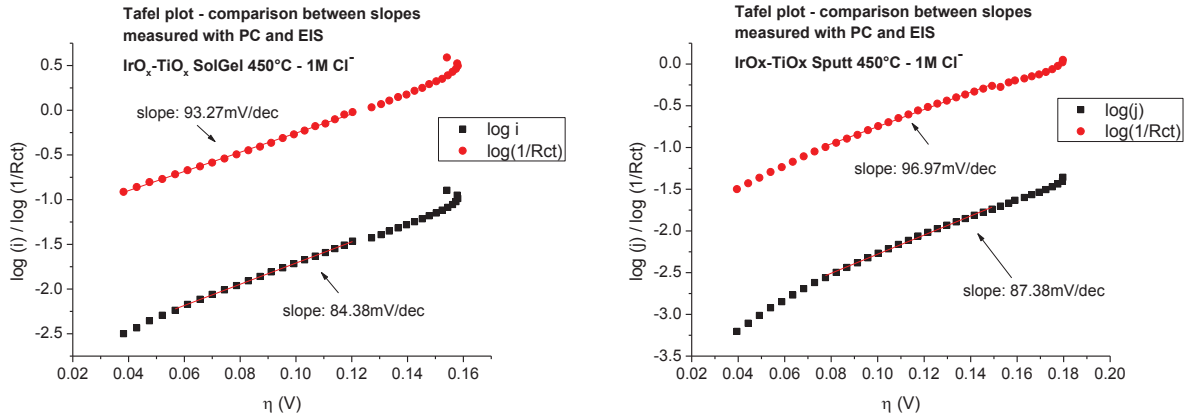 Tafel plot - comparison between slopes
measured with PC and EIS
IrOₓ-TiOₓ SolGel 450°C - 1M Cl⁻
0.5
0.0
-0.5
-1.0
-1.5
-2.0
-2.5
log (i) / log (1/Rct)
slope: 93.27mV/dec
log i
log(1/Rct)
slope: 84.38mV/dec
0.02 0.04 0.06 0.08 0.10 0.12 0.14 0.16
η (V)
Tafel plot - comparison between slopes
measured with PC and EIS
IrOx-TiOx Sputt 450°C - 1M Cl⁻
0.0
-0.5
-1.0
-1.5
-2.0
-2.5
-3.0
-3.5
log (j) / log (1/Rct)
log(j)
log(1/Rct)
slope: 96.97mV/dec
slope: 87.38mV/dec
0.02 0.04 0.06 0.08 0.10 0.12 0.14 0.16 0.18 0.20
η (V)